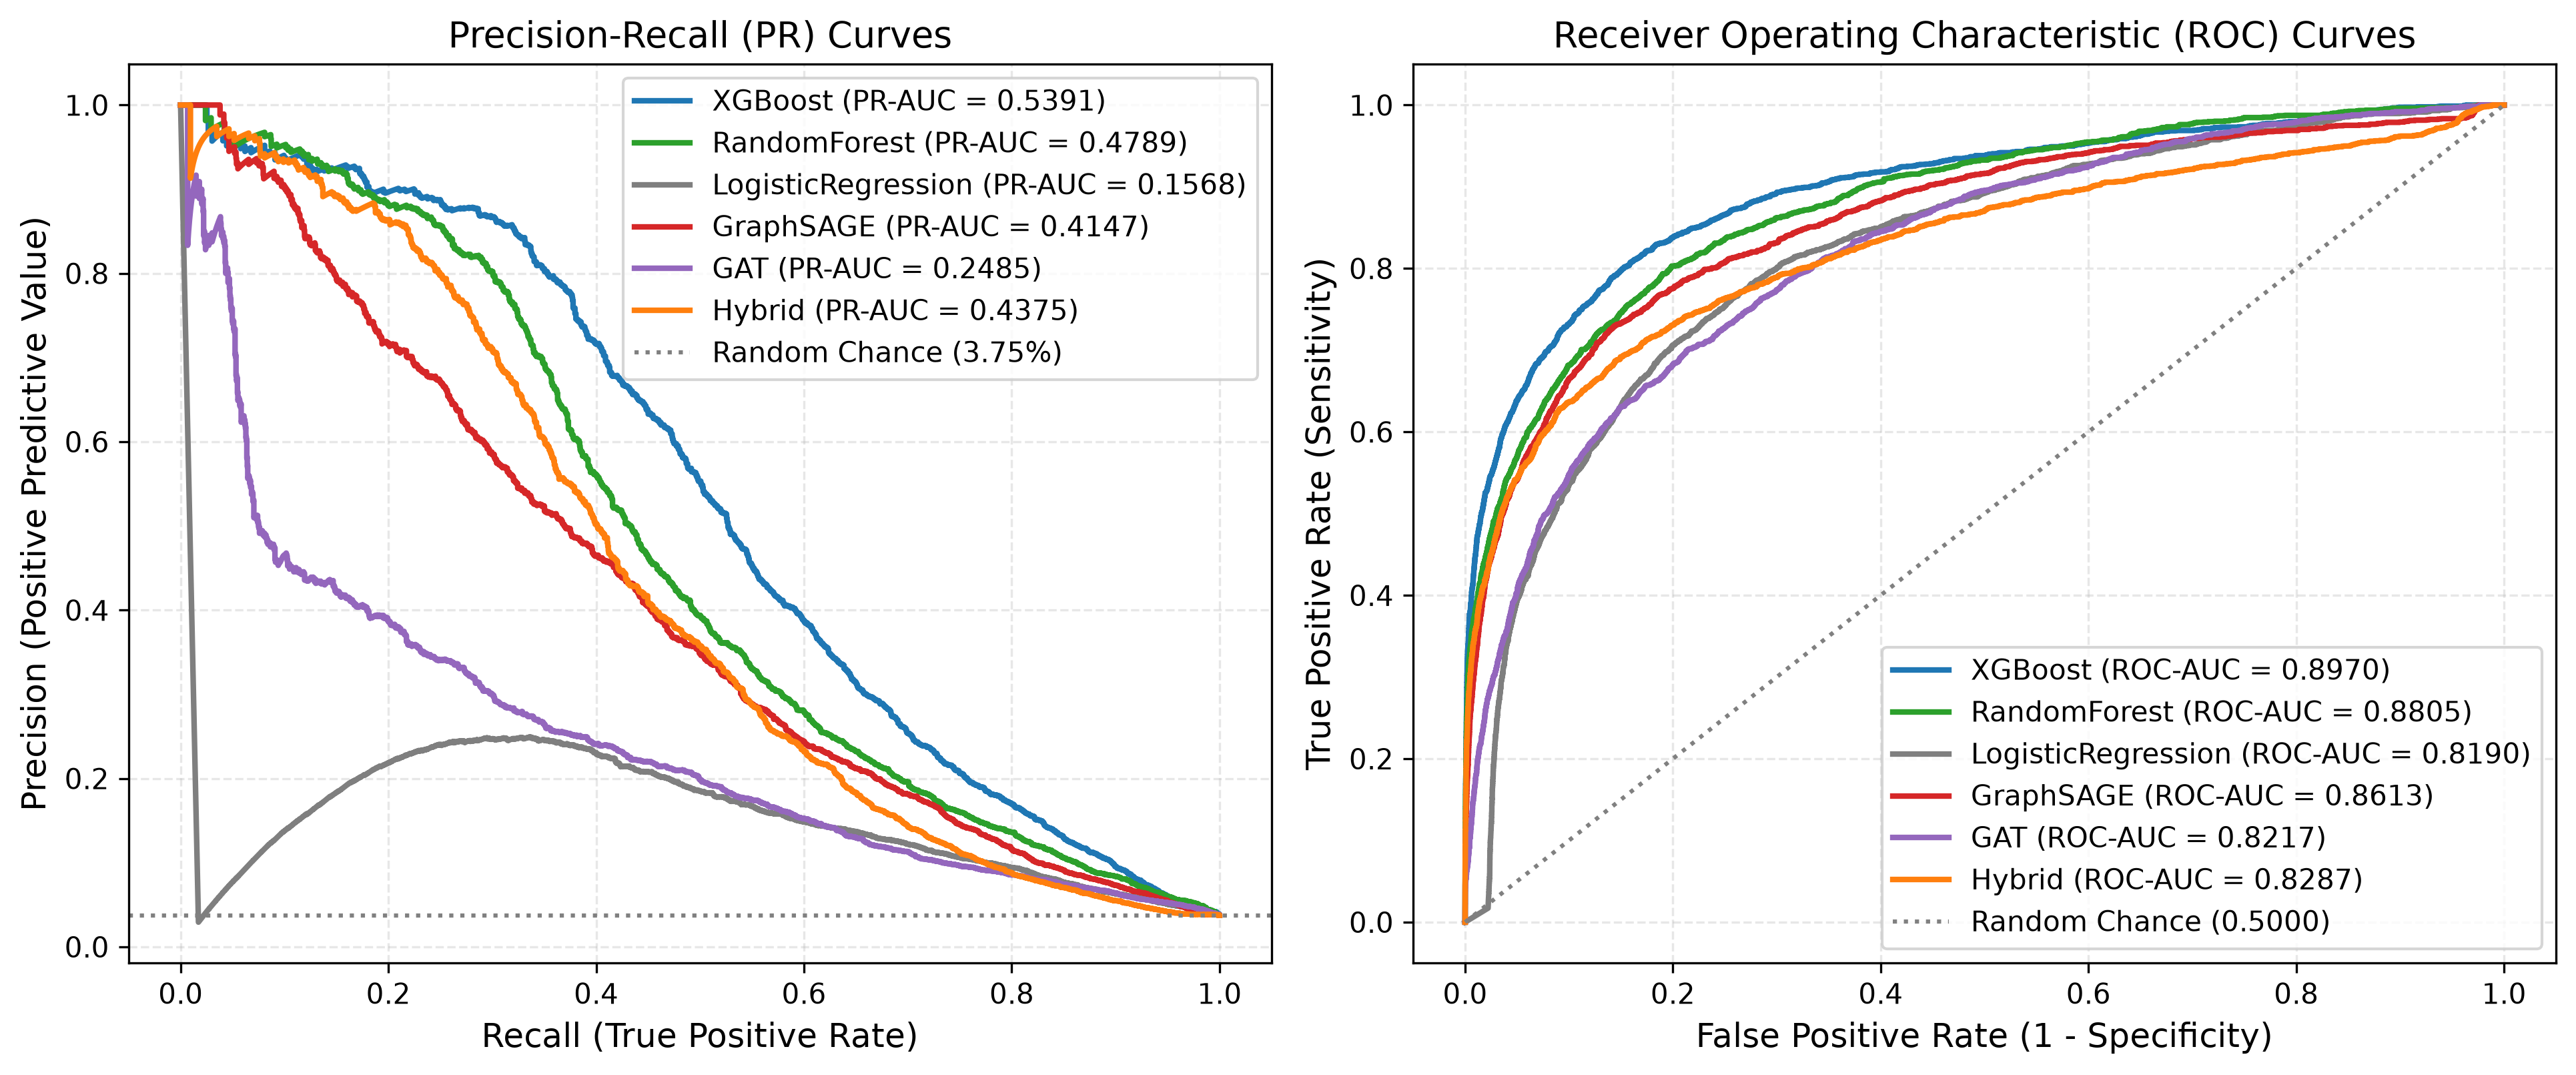 Precision-Recall (PR) Curves
Precision (Positive Predictive Value)
1.0
0.8
0.6
0.4
0.2
0.0
XGBoost (PR-AUC = 0.5391)
RandomForest (PR-AUC = 0.4789)
LogisticRegression (PR-AUC = 0.1568)
GraphSAGE (PR-AUC = 0.4147)
GAT (PR-AUC = 0.2485)
Hybrid (PR-AUC = 0.4375)
Random Chance (3.75%)
0.0 0.2 0.4 0.6 0.8 1.0
Recall (True Positive Rate)
Receiver Operating Characteristic (ROC) Curves
True Positive Rate (Sensitivity)
1.0
0.8
0.6
0.4
0.2
0.0
XGBoost (ROC-AUC = 0.8970)
RandomForest (ROC-AUC = 0.8805)
LogisticRegression (ROC-AUC = 0.8190)
GraphSAGE (ROC-AUC = 0.8613)
GAT (ROC-AUC = 0.8217)
Hybrid (ROC-AUC = 0.8287)
Random Chance (0.5000)
0.0 0.2 0.4 0.6 0.8 1.0
False Positive Rate (1 - Specificity)